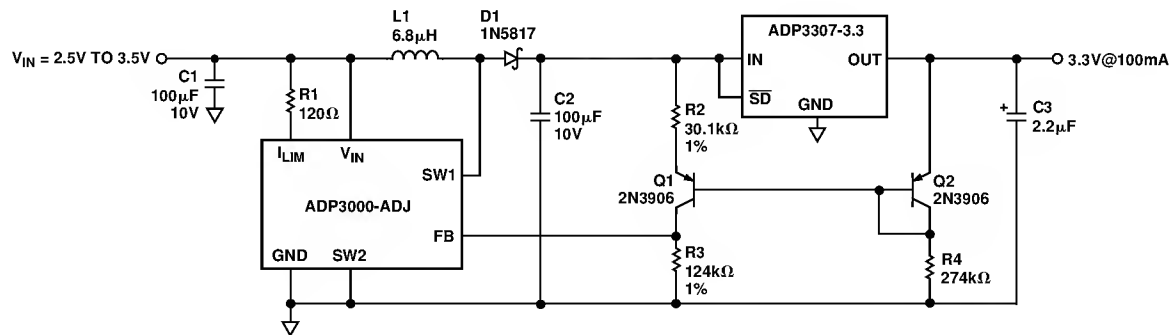 L1
6.8μH
D1
1N5817
ADP3307-3.3
VIN = 2.5V TO 3.5V
IN
OUT
3.3V@100mA
SD
GND
C1
100μF
10V
R1
120Ω
C2
100μF
10V
R2
30.1kΩ
1%
C3
+
2.2μF
ILIM
VIN
SW1
ADP3000-ADJ
FB
GND
SW2
Q1
2N3906
Q2
2N3906
R3
124kΩ
1%
R4
274kΩ